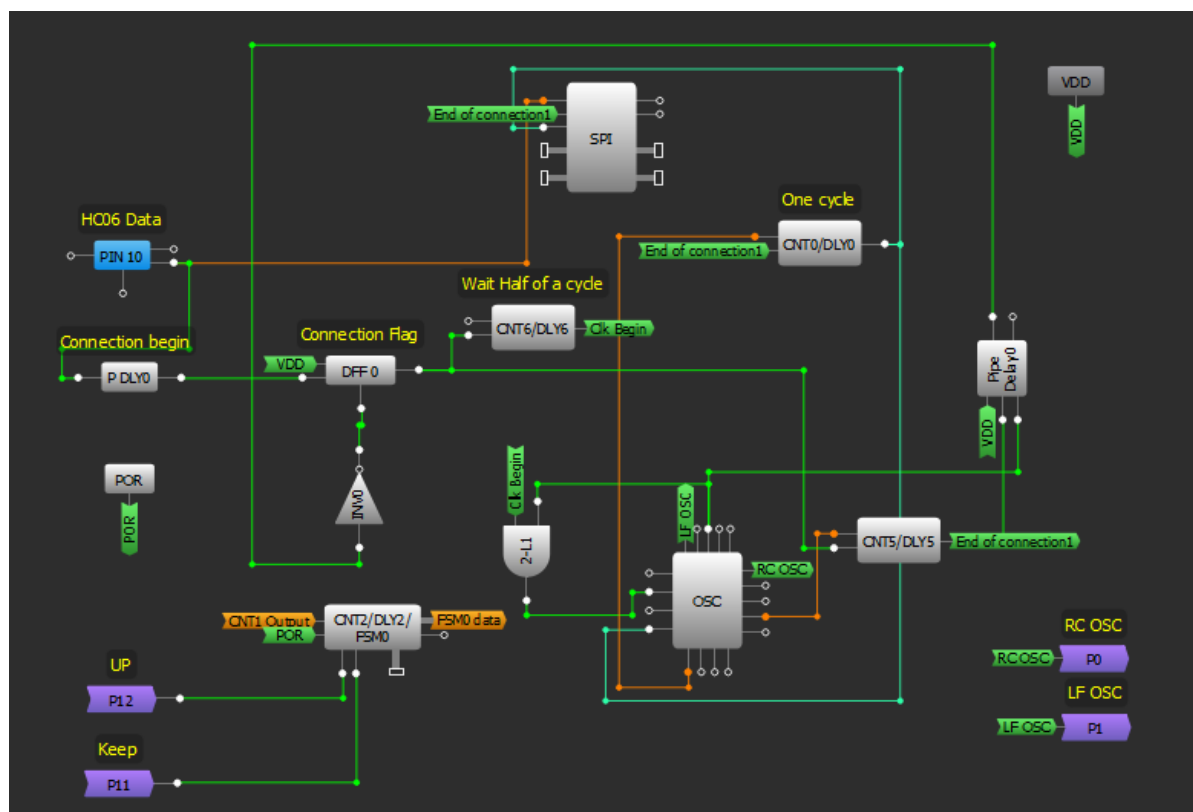 VDD
VDD
End of connection1
SPI
One cycle
HC06 Data
CNT0/DLY0
End of connection1
PIN 10
Wait Half of a cycle
CNT6/DLY6
Clk Begin
Connection begin
Connection Flag
VDD
DFF 0
P DLY0
Pipe
Delay0
VDD
POR
POR
INV0
Clk Begin
2-L1
LF OSC
CNT5/DLY5
End of connection1
OSC
RC OSC
CNT1 Output
POR
CNT2/DLY2/
FSM0
FSM0 data
RC OSC
RC OSC
P0
UP
P12
LF OSC
LF OSC
P1
Keep
P11